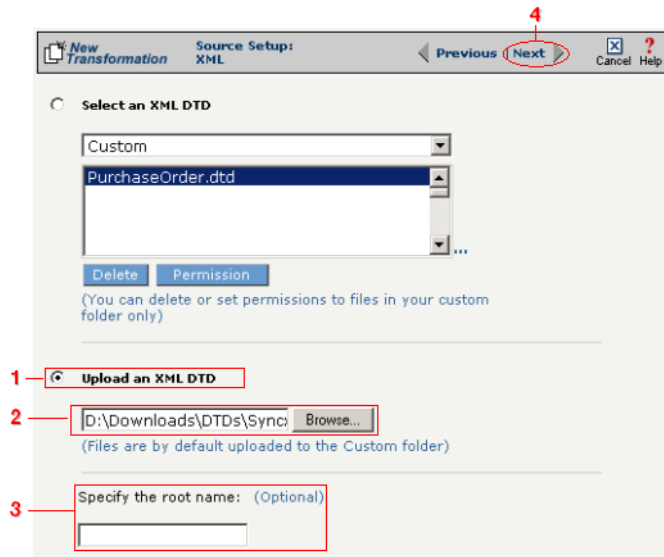 4
New Transformation
Source Setup:
XML
Previous
Next
Cancel
? Help
Select an XML DTD
Custom
PurchaseOrder.dtd
...
Delete
Permission
(You can delete or set permissions to files in your custom
folder only)
1
Upload an XML DTD
2
D:\Downloads\DTDs\Sync
Browse...
(Files are by default uploaded to the Custom folder)
3
Specify the root name: (Optional)